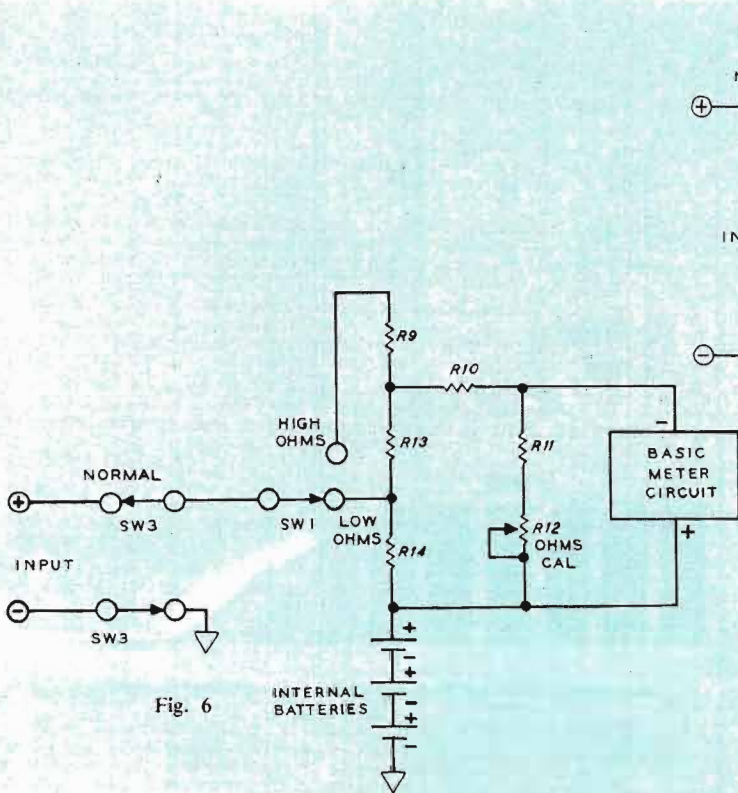 R9
R10
HIGH
OHMS
R13
R11
BASIC
METER
CIRCUIT
-
+
NORMAL
+
SW3
SW1
LOW
OHMS
R14
R12
OHMS
CAL
INPUT
-
SW3
+
-
+
-
+
-
INTERNAL
BATTERIES
Fig. 6
+
IN
-